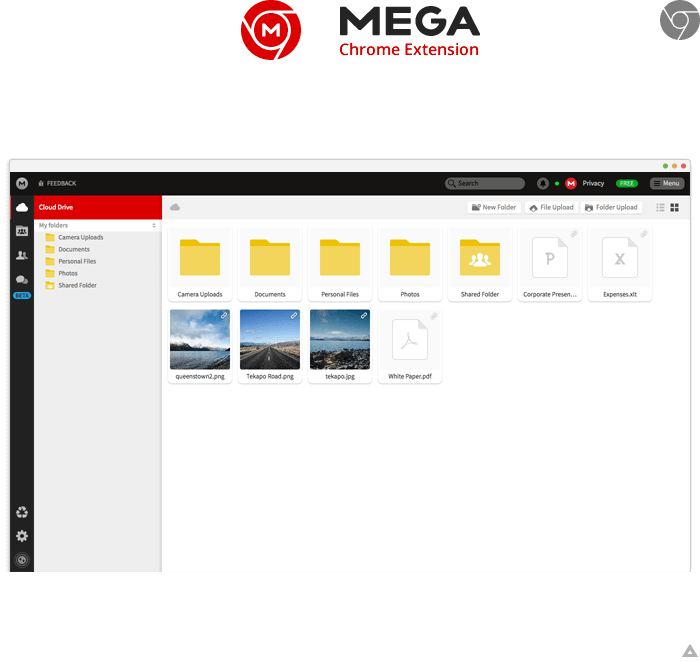 MEGA
Chrome Extension
FEEDBACK
Search
Privacy
FREE
Menu
Cloud Drive
New Folder
File Upload
Folder Upload
My folders
Camera Uploads
Documents
Personal Files
Photos
Shared Folder
BETA
Camera Uploads
Documents
Personal Files
Photos
Shared Folder
Corporate Presen...
Expenses.xlt
P
X
queenstown2.png
Tekapo Road.png
tekapo.jpg
White Paper.pdf